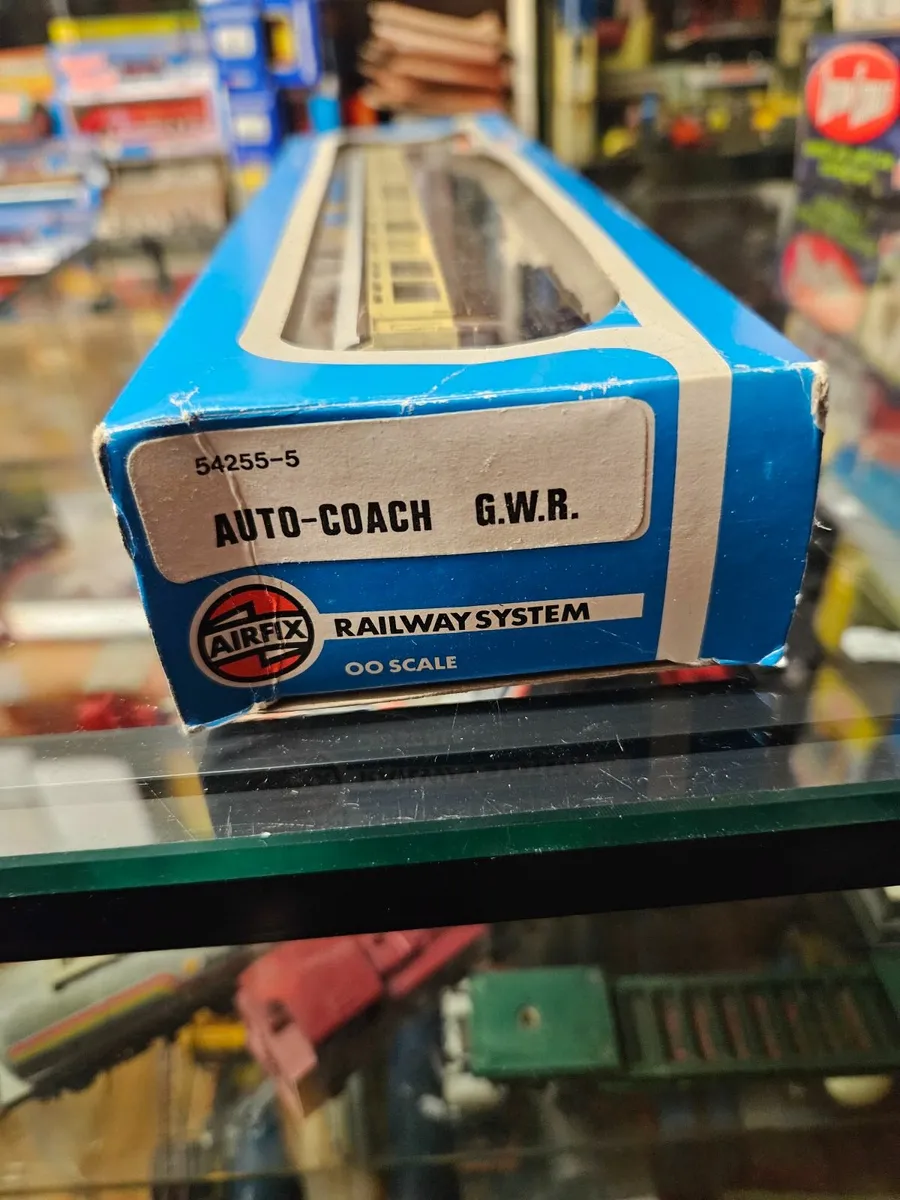 54255-5
AUTO-COACH G.W.R.
AIRFIX
RAILWAY SYSTEM
OO SCALE